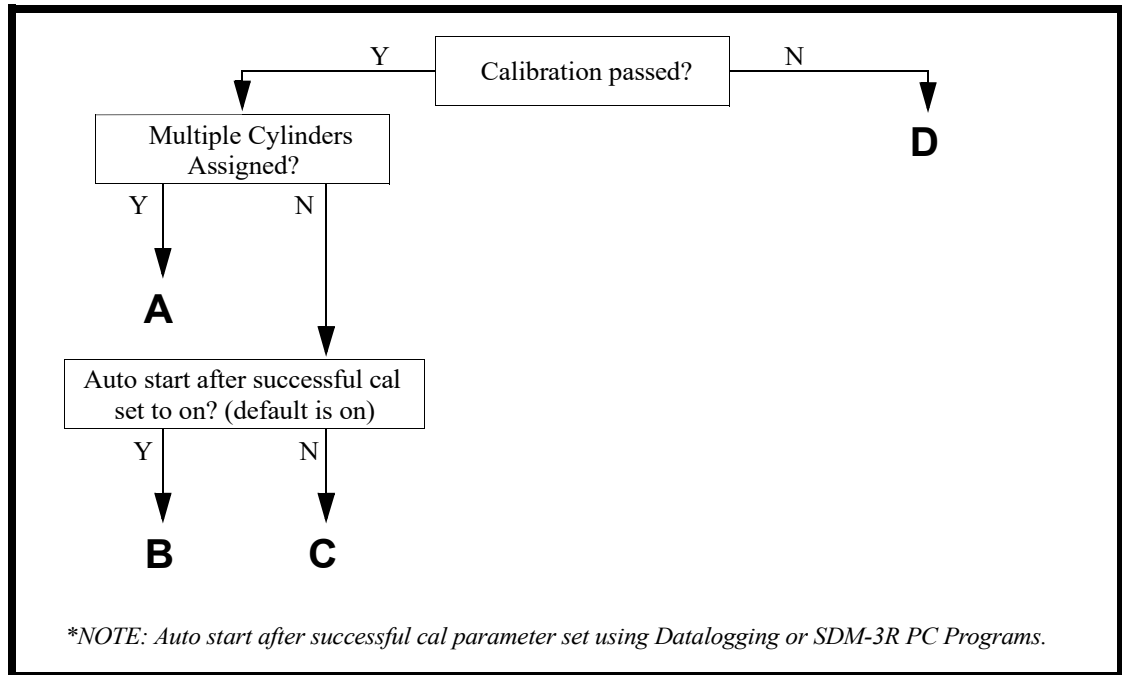 Calibration passed?
Y
N
Multiple Cylinders
Assigned?
D
Y
N
A
Auto start after successful cal
set to on? (default is on)
Y
N
B
C
*NOTE: Auto start after successful cal parameter set using Datalogging or SDM-3R PC Programs.